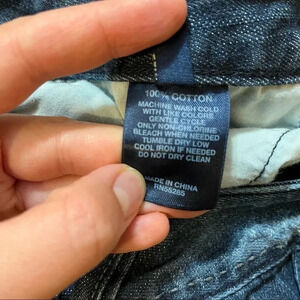 100% COTTON
MACHINE WASH COLD
WITH LIKE COLORS
GENTLE CYCLE
ONLY NON-CHLORINE
BLEACH WHEN NEEDED
TUMBLE DRY LOW
COOL IRON IF NEEDED
DO NOT DRY CLEAN
MADE IN CHINA
RN55285